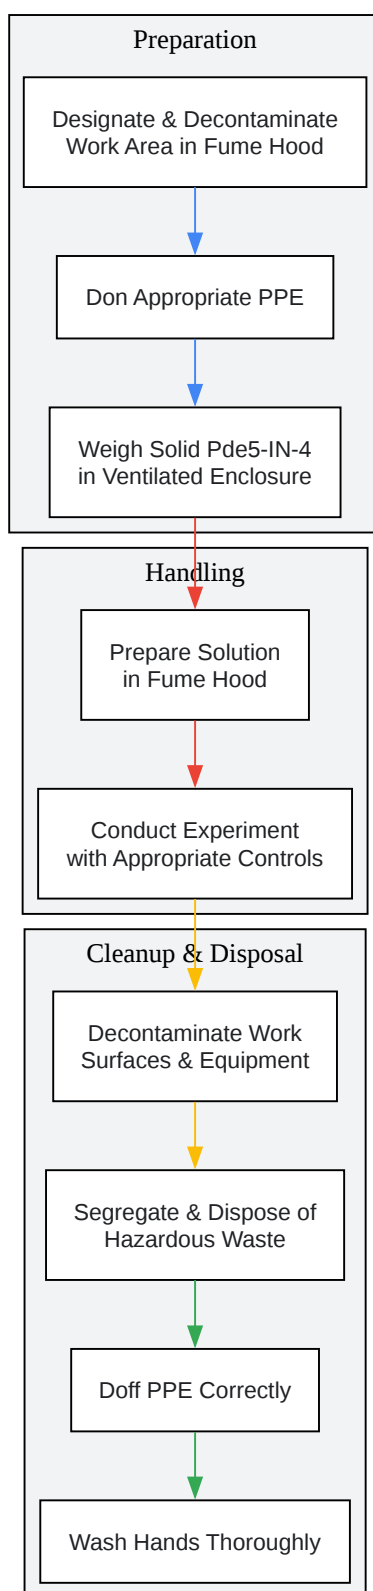 Preparation
Designate & Decontaminate
Work Area in Fume Hood
Don Appropriate PPE
Weigh Solid Pde5-IN-4
in Ventilated Enclosure
Handling
Prepare Solution
in Fume Hood
Conduct Experiment
with Appropriate Controls
Cleanup & Disposal
Decontaminate Work
Surfaces & Equipment
Segregate & Dispose of
Hazardous Waste
Doff PPE Correctly
Wash Hands Thoroughly